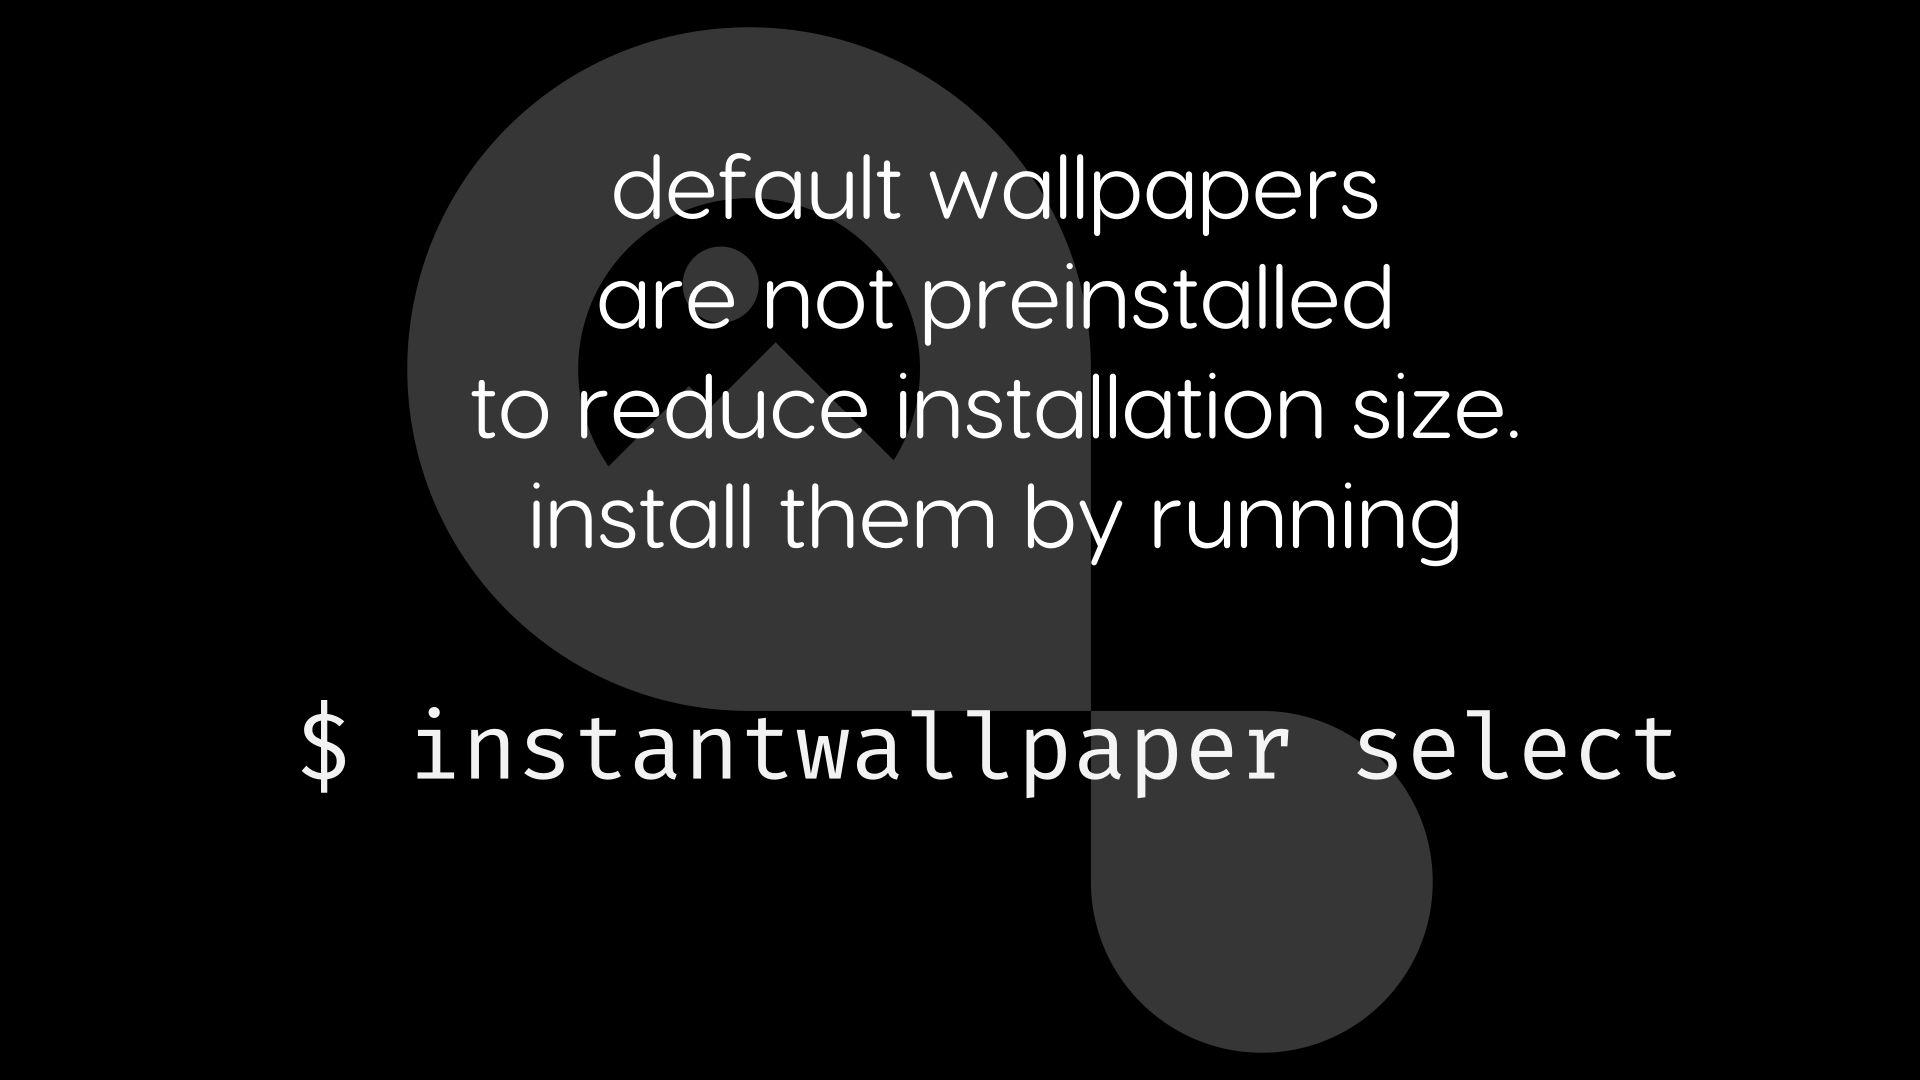 default wallpapers
are not preinstalled
to reduce installation size.
install them by running
$ instantwallpaper select